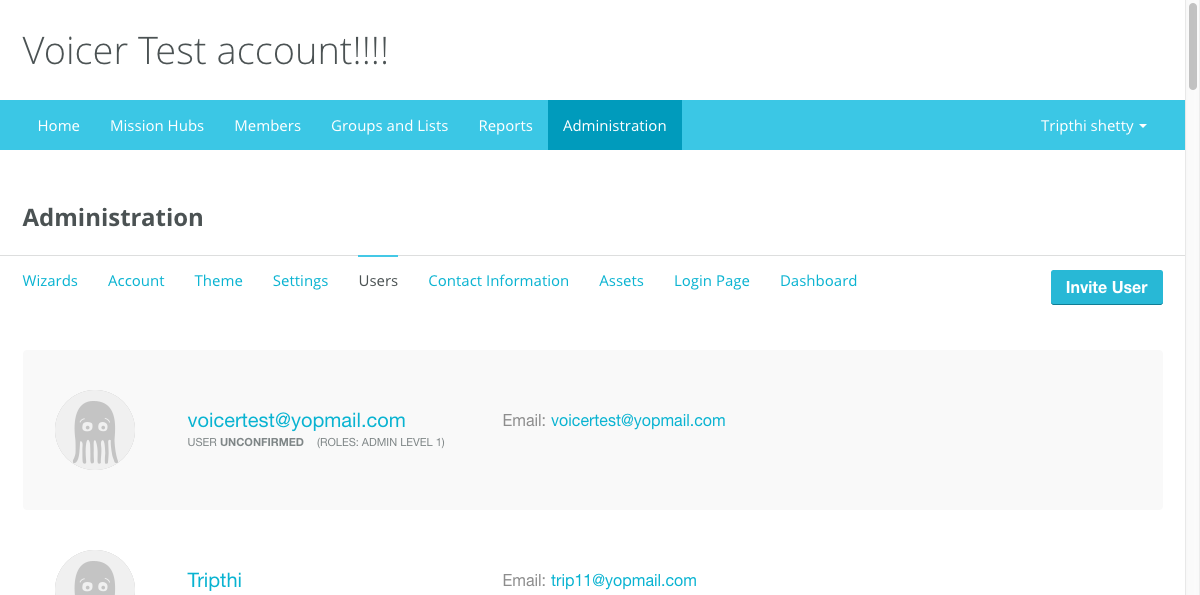 Voicer Test account!!!!
Home Mission Hubs Members Groups and Lists Reports Administration Tripthi shetty
Administration
Wizards Account Theme Settings Users Contact Information Assets Login Page Dashboard Invite User
voicertest@yopmail.com Email: voicertest@yopmail.com
USER UNCONFIRMED (ROLES: ADMIN LEVEL 1)
Tripthi Email: trip11@yopmail.com